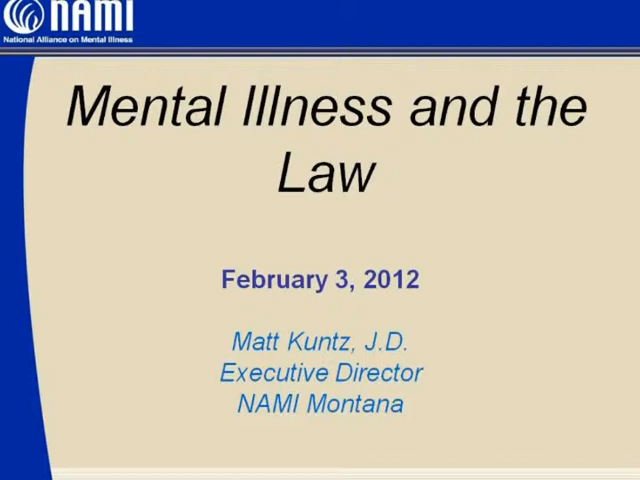 NAMI
National Alliance on Mental Illness
Mental Illness and the
Law
February 3, 2012
Matt Kuntz, J.D.
Executive Director
NAMI Montana